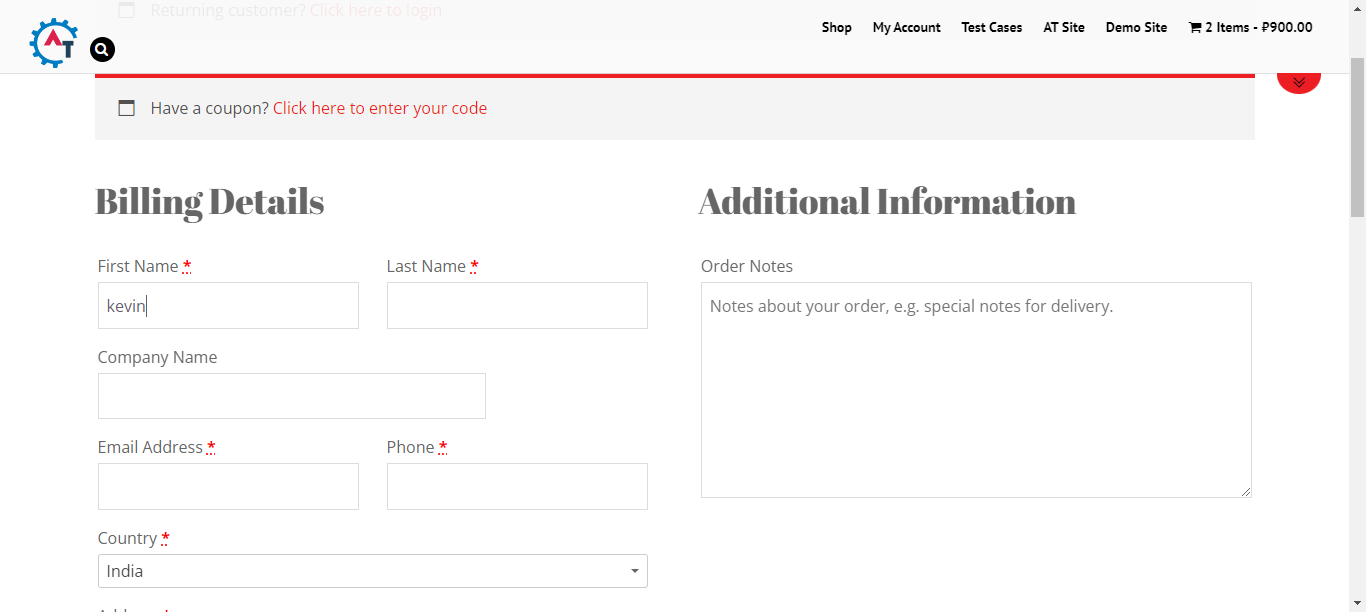 Returning customer? Click here to login
AT
Shop My Account Test Cases AT Site Demo Site 2 Items - ₹900.00
Have a coupon? Click here to enter your code
Billing Details
Additional Information
First Name *
Last Name *
Order Notes
kevin
Notes about your order, e.g. special notes for delivery.
Company Name
Email Address *
Phone *
Country *
India